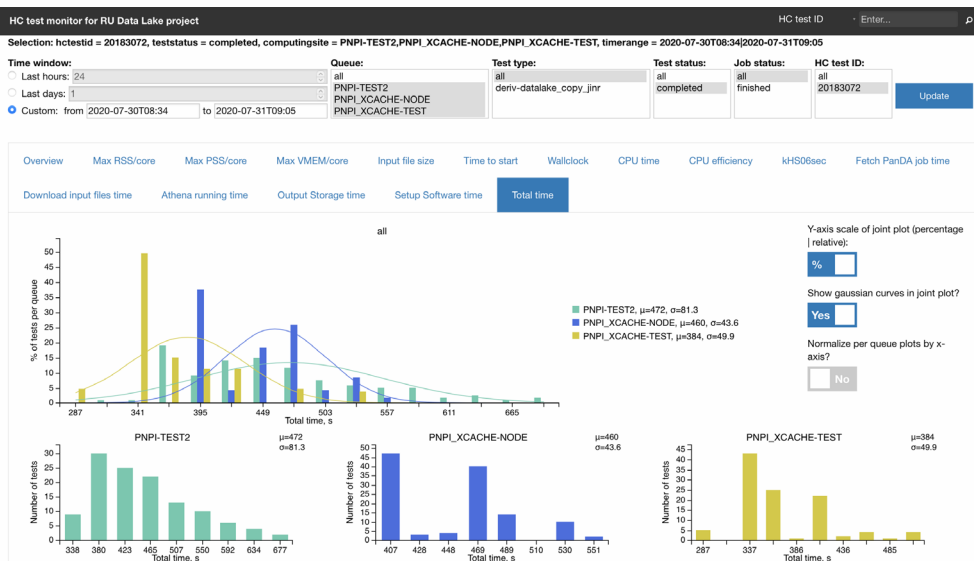 HC test monitor for RU Data Lake project
HC test ID
Enter...
Selection: hctestid = 20183072, teststatus = completed, computingsite = PNPI-TEST2,PNPI_XCACHE-NODE,PNPI_XCACHE-TEST, timerange = 2020-07-30T08:34|2020-07-31T09:05
Time window: Queue: Test type: Test status: Job status: HC test ID:
Last hours: 24
Last days: 1
Custom: from 2020-07-30T08:34 to 2020-07-31T09:05
all
PNPI-TEST2
PNPI_XCACHE-NODE
PNPI_XCACHE-TEST
all
deriv-datalake_copy_jinr
all
completed
all
finished
all
20183072
Update
Overview Max RSS/core Max PSS/core Max VMEM/core Input file size Time to start Wallclock CPU time CPU efficiency kHS06sec Fetch PanDA job time
Download input files time Athena running time Output Storage time Setup Software time Total time
all
% of tests per queue
50
45
40
35
30
25
20
15
10
5
0
287 341 395 449 503 557 611 665
Total time, s
PNPI-TEST2, μ=472, σ=81.3
PNPI_XCACHE-NODE, μ=460, σ=43.6
PNPI_XCACHE-TEST, μ=384, σ=49.9
Y-axis scale of joint plot (percentage
| relative):
%
Show gaussian curves in joint plot?
Yes
Normalize per queue plots by x-
axis?
No
PNPI-TEST2
μ=472
σ=81.3
Number of tests
30
25
20
15
10
5
0
338 380 423 465 507 550 592 634 677
Total time, s
PNPI_XCACHE-NODE
μ=460
σ=43.6
Number of tests
50
45
40
35
30
25
20
15
10
5
0
407 428 448 469 489 510 530 551
Total time, s
PNPI_XCACHE-TEST
μ=384
σ=49.9
Number of tests
45
40
35
30
25
20
15
10
5
0
287 337 386 436 485
Total time, s